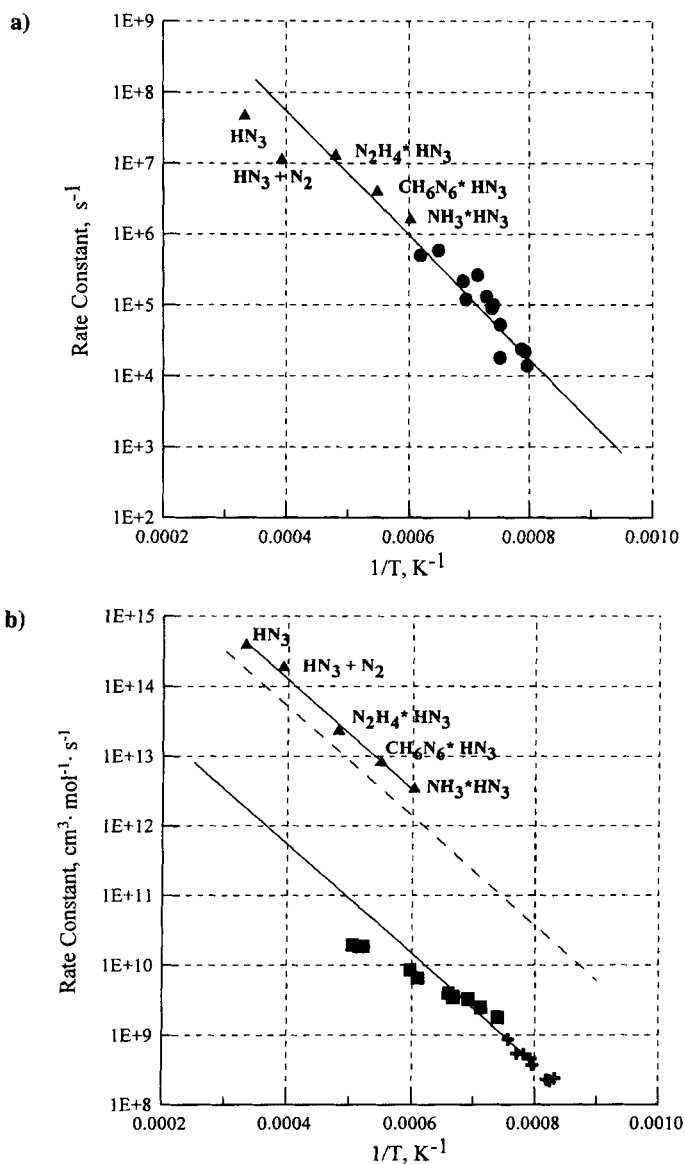 a)
1E+9
1E+8
1E+7
1E+6
1E+5
1E+4
1E+3
1E+2
Rate Constant, s⁻¹
HN₃
HN₃ + N₂
N₂H₄* HN₃
CH₆N₆* HN₃
NH₃*HN₃
0.0002 0.0004 0.0006 0.0008 0.0010
1/T, K⁻¹
b)
1E+15
1E+14
1E+13
1E+12
1E+11
1E+10
1E+9
1E+8
Rate Constant, cm³· mol⁻¹· s⁻¹
HN₃
HN₃ + N₂
N₂H₄* HN₃
CH₆N₆* HN₃
NH₃*HN₃
0.0002 0.0004 0.0006 0.0008 0.0010
1/T, K⁻¹